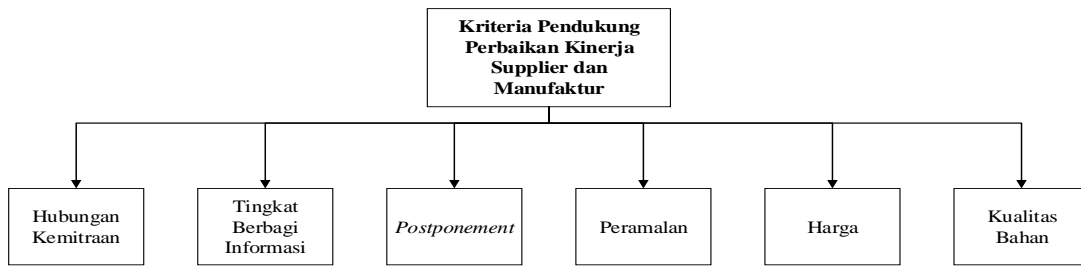 Kriteria Pendukung
Perbaikan Kinerja
Supplier dan
Manufaktur
Hubungan
Kemitraan
Tingkat
Berbagi
Informasi
Postponement
Peramalan
Harga
Kualitas
Bahan